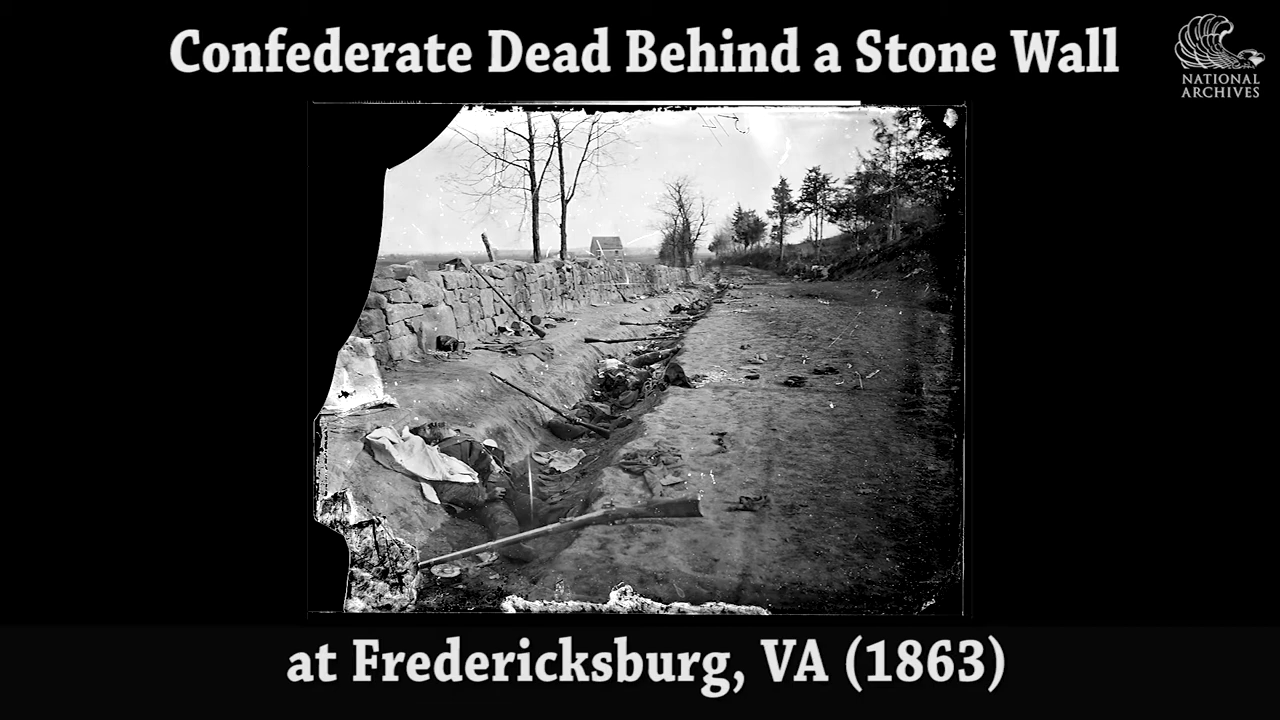 Confederate Dead Behind a Stone Wall
NATIONAL
ARCHIVES
at Fredericksburg, VA (1863)